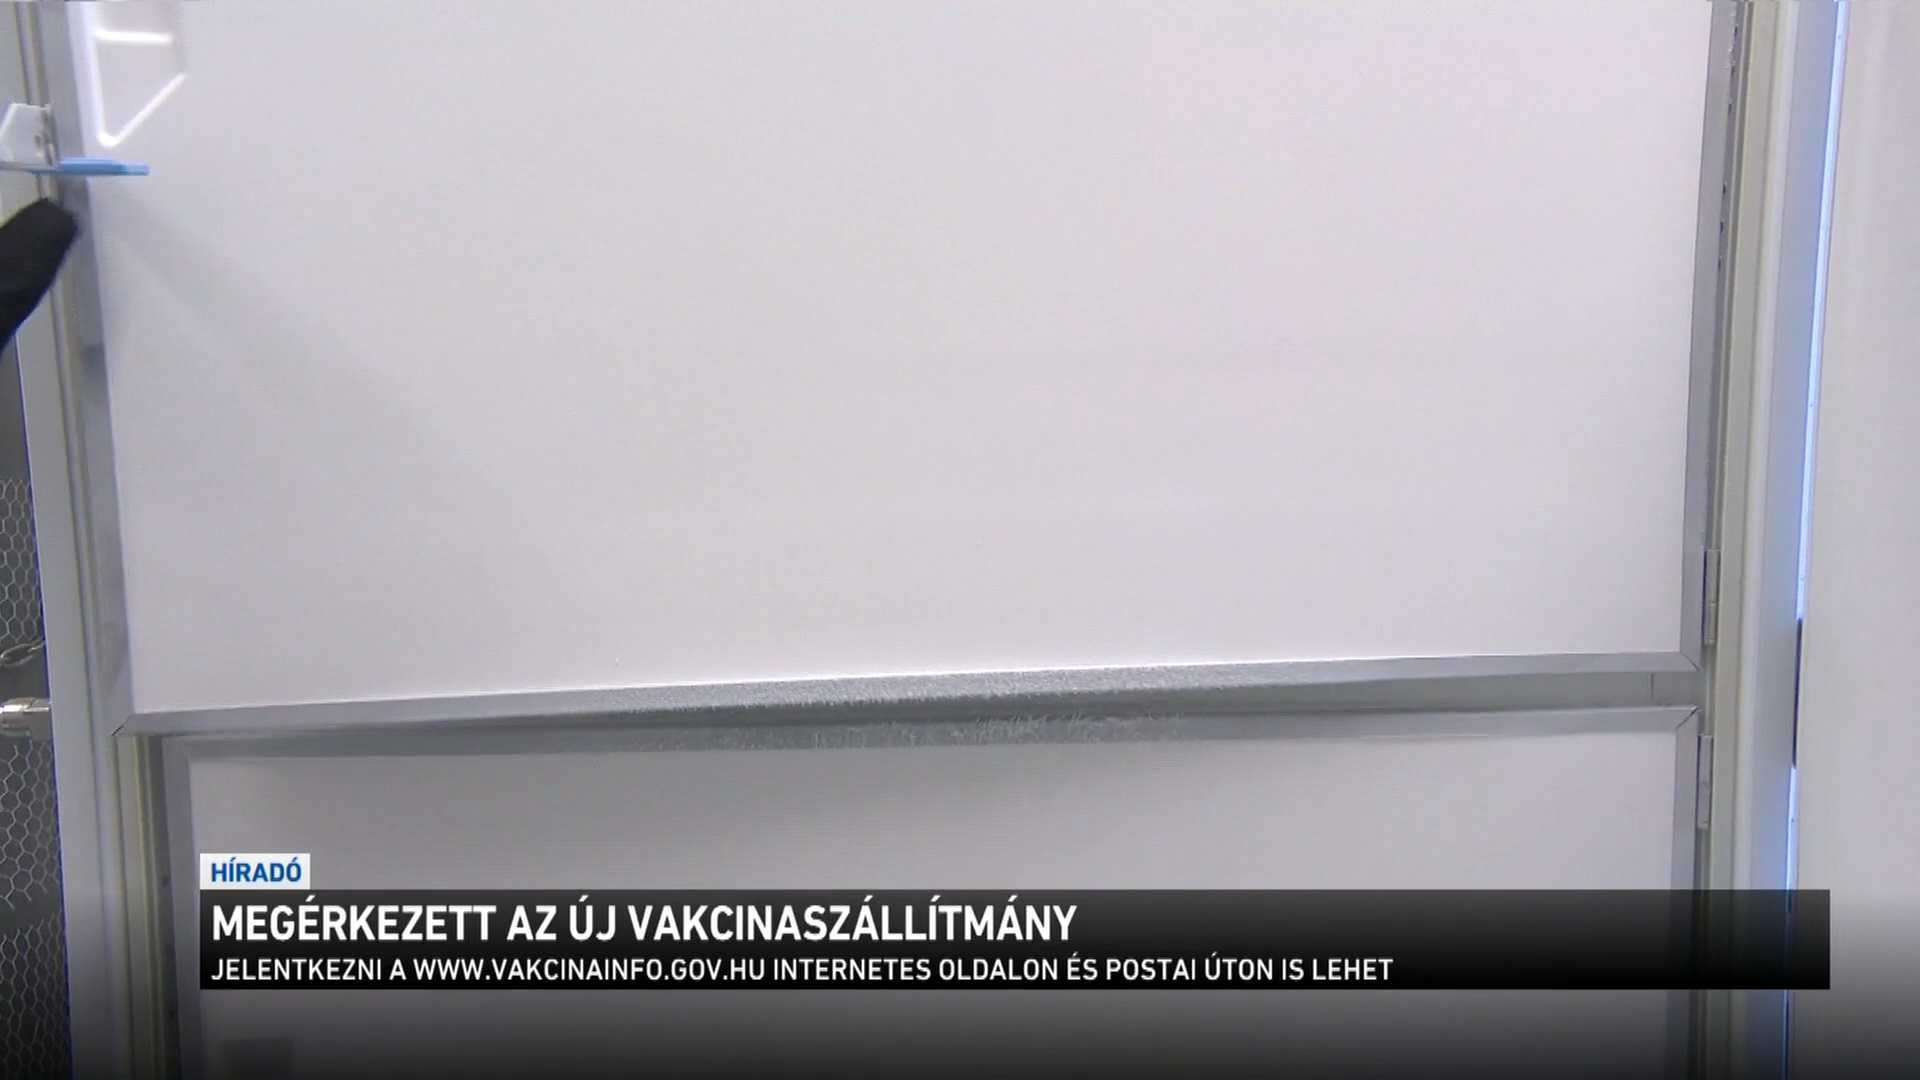 HÍRADÓ
MEGÉRKEZETT AZ ÚJ VAKCINASZÁLLÍTMÁNY
JELENTKEZNI A WWW.VAKCINAINFO.GOV.HU INTERNETES OLDALON ÉS POSTAI ÚTON IS LEHET